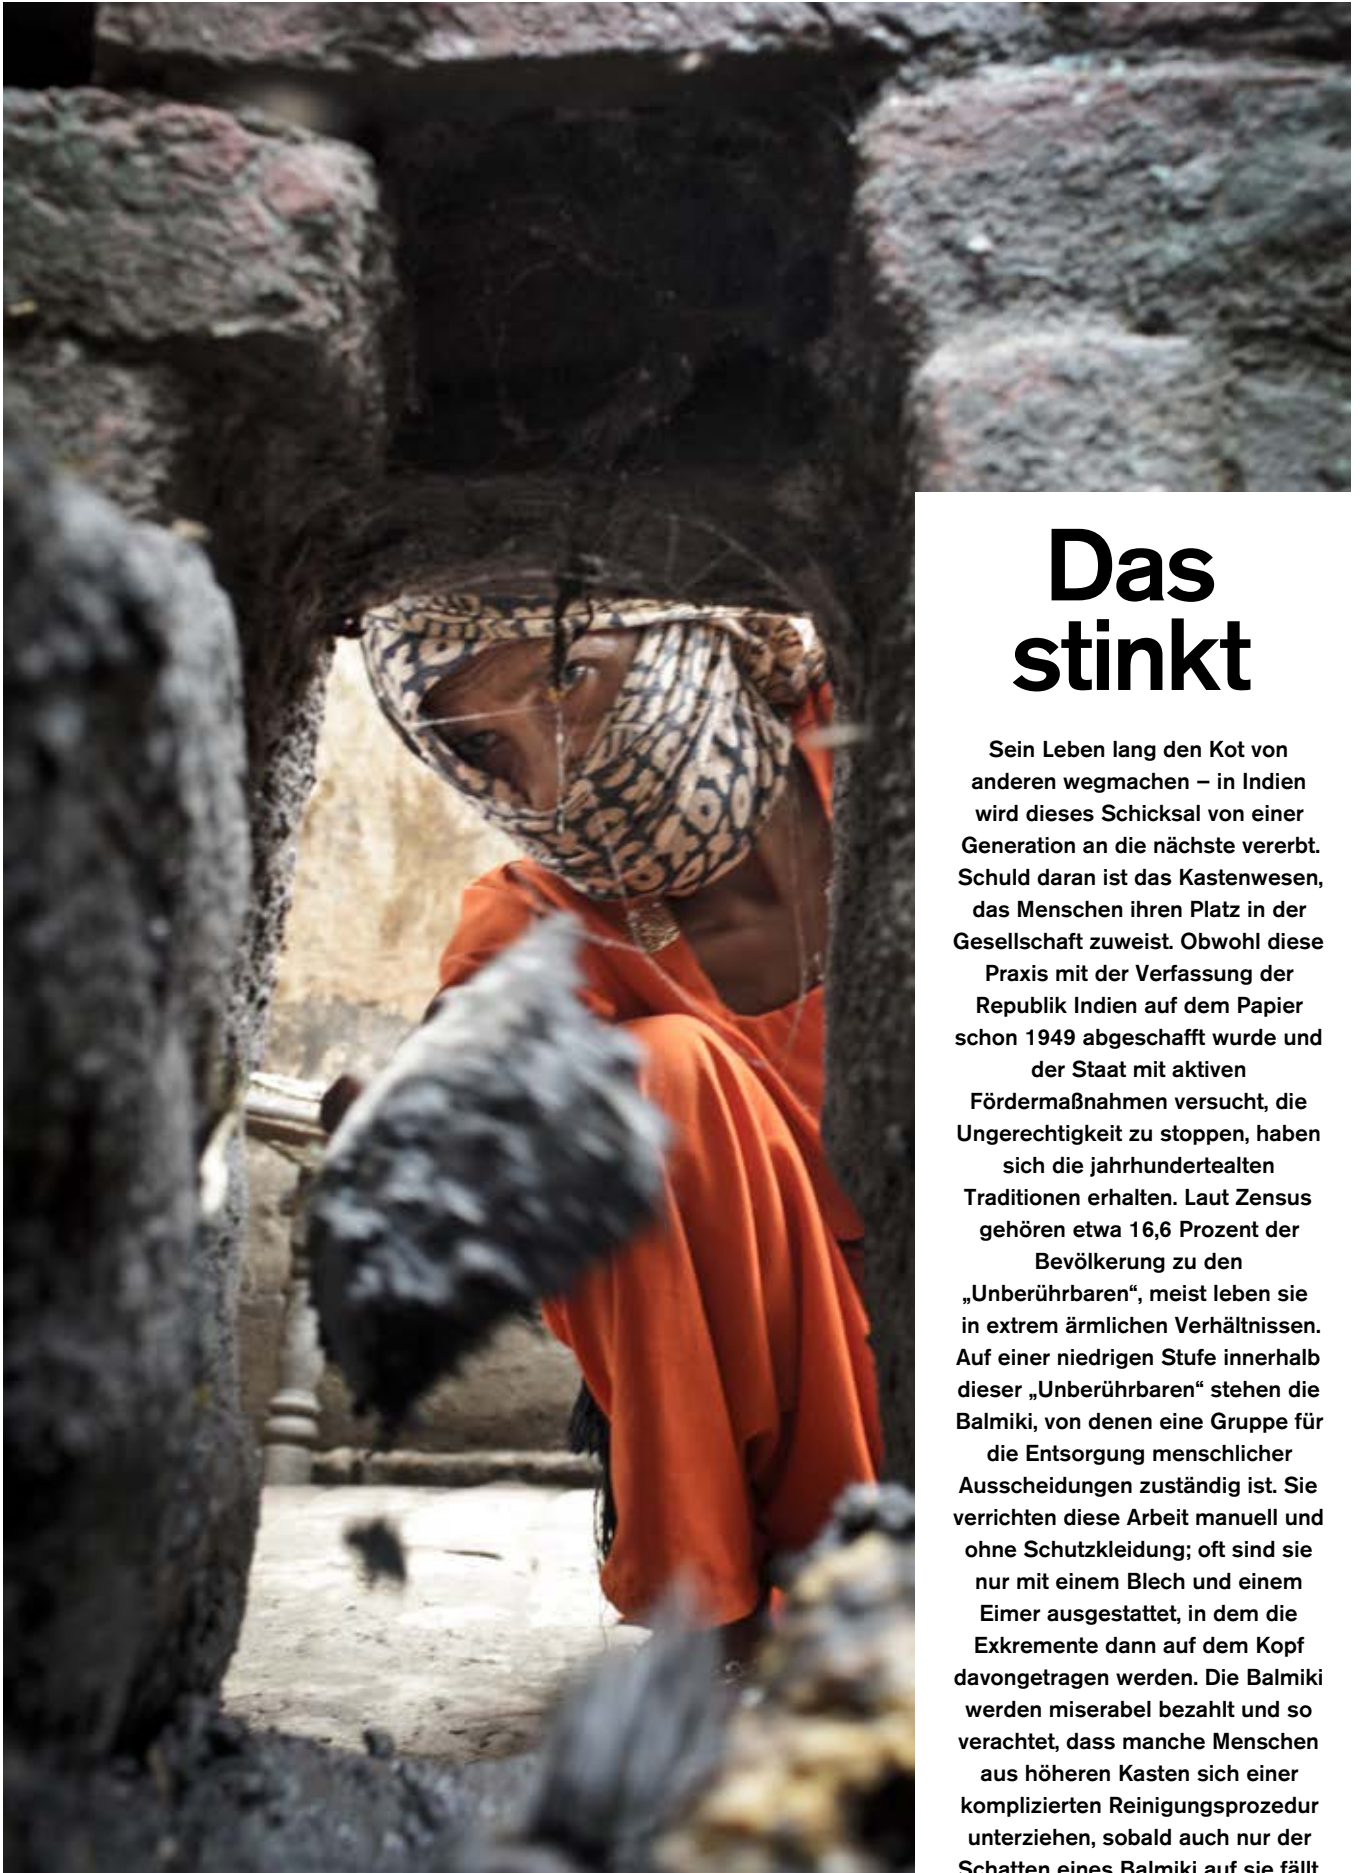 Das
stinkt
Sein Leben lang den Kot von
anderen wegmachen – in Indien
wird dieses Schicksal von einer
Generation an die nächste vererbt.
Schuld daran ist das Kastenwesen,
das Menschen ihren Platz in der
Gesellschaft zuweist. Obwohl diese
Praxis mit der Verfassung der
Republik Indien auf dem Papier
schon 1949 abgeschafft wurde und
der Staat mit aktiven
Fördermaßnahmen versucht, die
Ungerechtigkeit zu stoppen, haben
sich die jahrhundertealten
Traditionen erhalten. Laut Zensus
gehören etwa 16,6 Prozent der
Bevölkerung zu den
„Unberührbaren“, meist leben sie
in extrem ärmlichen Verhältnissen.
Auf einer niedrigen Stufe innerhalb
dieser „Unberührbaren“ stehen die
Balmiki, von denen eine Gruppe für
die Entsorgung menschlicher
Ausscheidungen zuständig ist. Sie
verrichten diese Arbeit manuell und
ohne Schutzkleidung; oft sind sie
nur mit einem Blech und einem
Eimer ausgestattet, in dem die
Exkremente dann auf dem Kopf
davongetragen werden. Die Balmiki
werden miserabel bezahlt und so
verachtet, dass manche Menschen
aus höheren Kasten sich einer
komplizierten Reinigungsprozedur
unterziehen, sobald auch nur der
Schatten eines Balmiki auf sie fällt